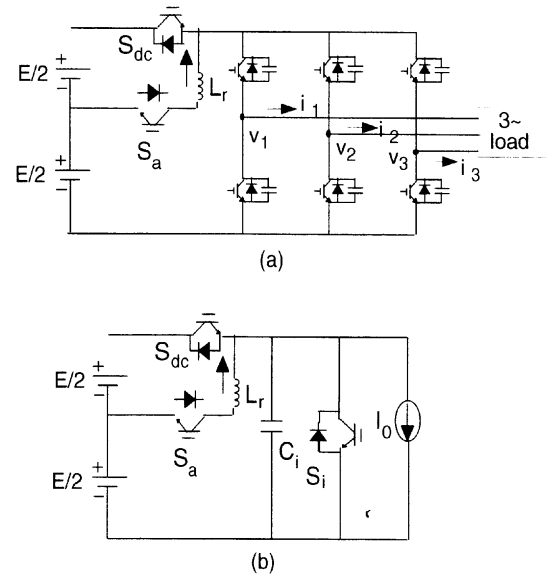 S_dc
E/2
+
−
L_r
S_a
E/2
+
−
i_1
v_1
i_2
v_2
v_3
i_3
3~
load
(a)
S_dc
E/2
+
−
L_r
S_a
E/2
+
−
C_i
S_i
I_0
(b)